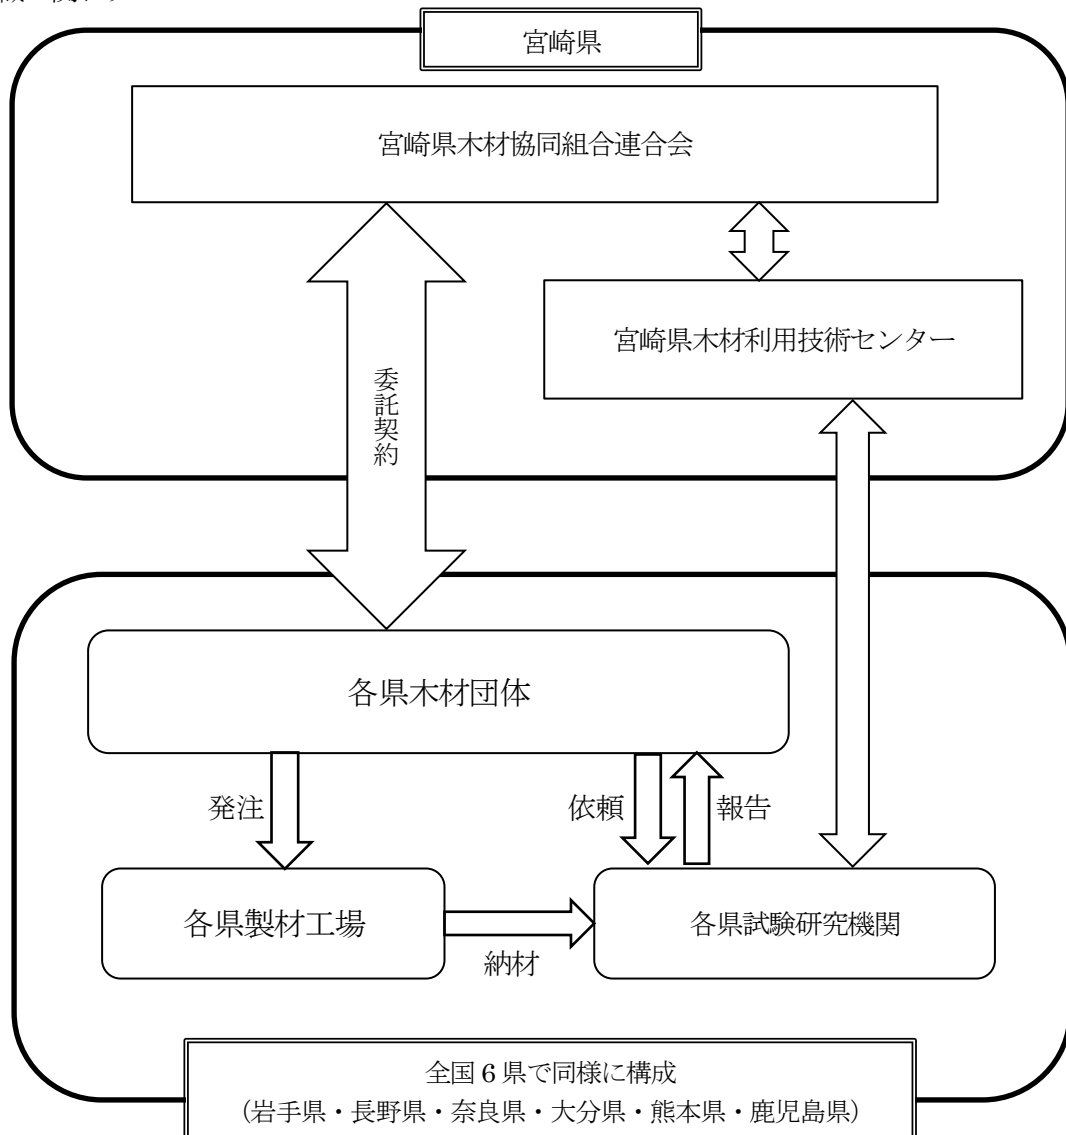 宮崎県
宮崎県木材協同組合連合会
宮崎県木材利用技術センター
委託契約
各県木材団体
発注
依頼
報告
各県製材工場
各県試験研究機関
納材
全国6県で同様に構成
(岩手県・長野県・奈良県・大分県・熊本県・鹿児島県)